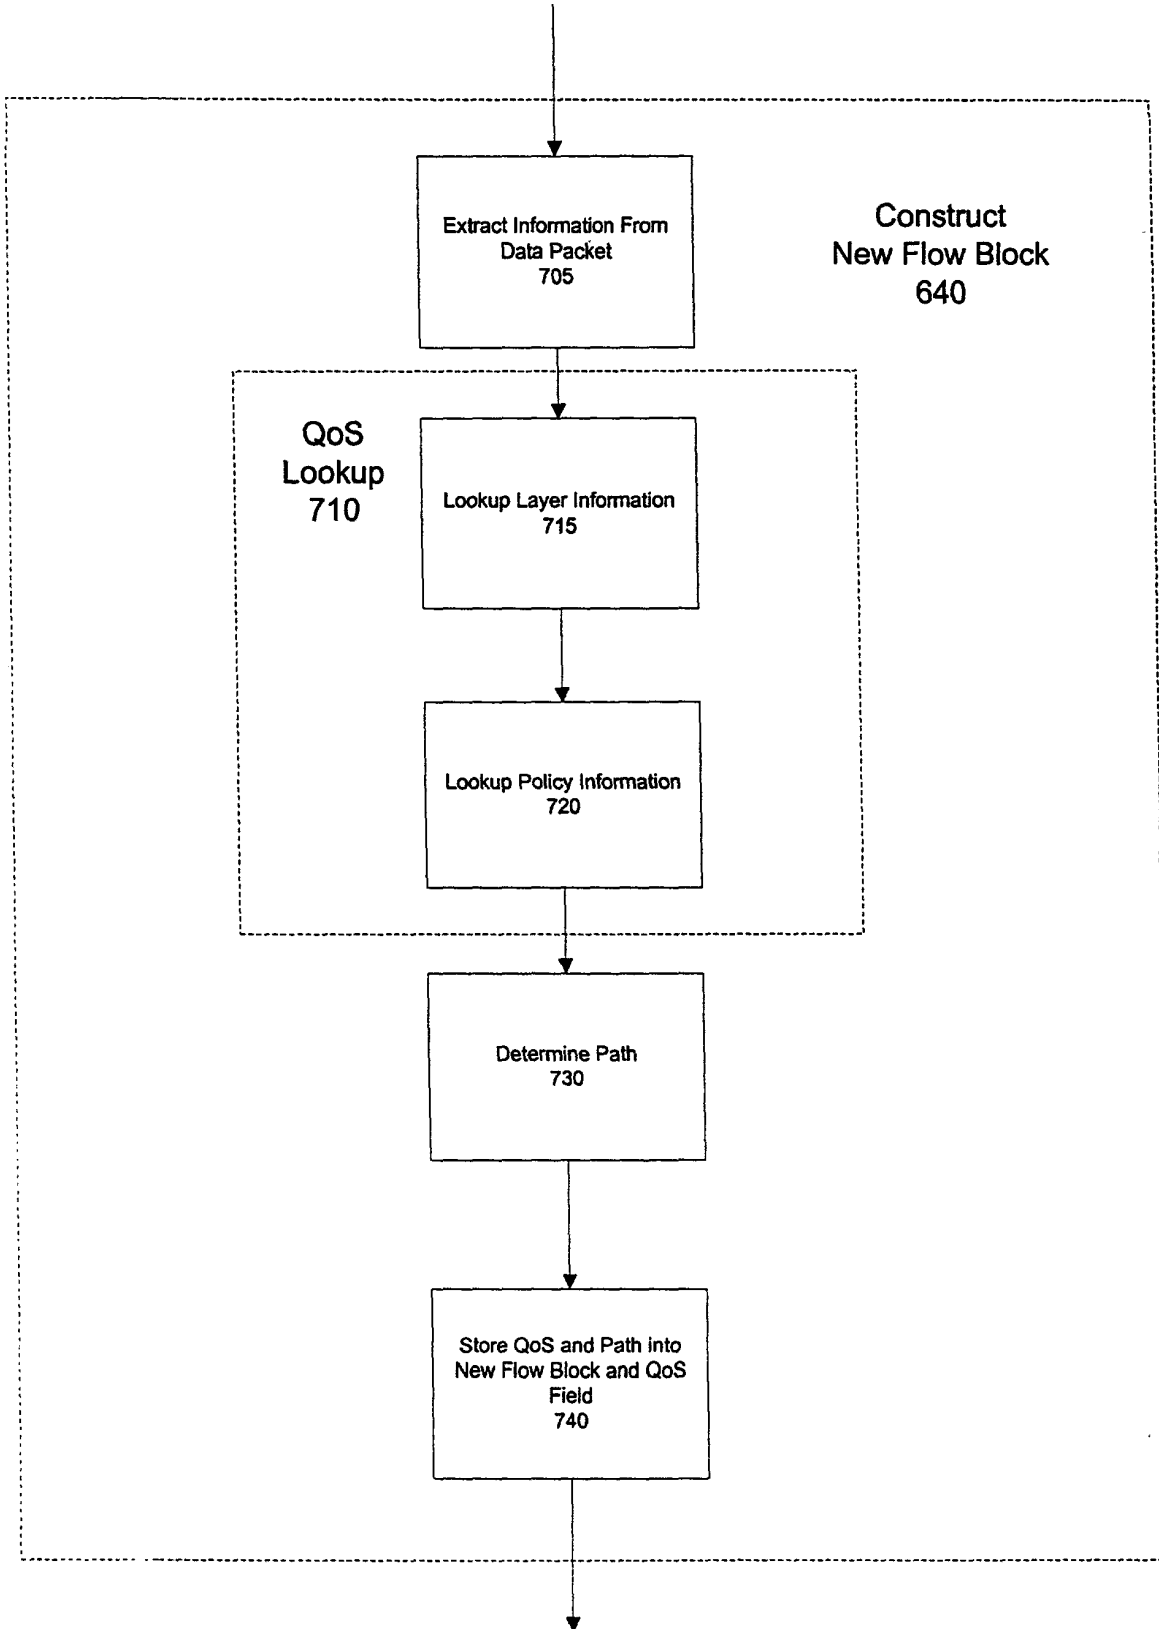 Extract Information From
Data Packet
705
Construct
New Flow Block
640
QoS
Lookup
710
Lookup Layer Information
715
Lookup Policy Information
720
Determine Path
730
Store QoS and Path into
New Flow Block and QoS
Field
740